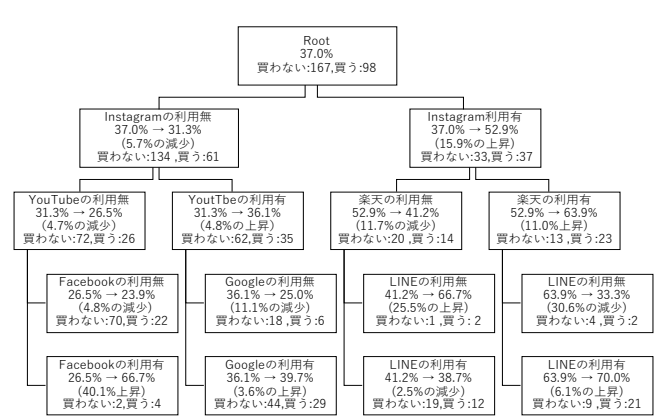 Root
37.0%
買わない:167,買う:98
Instagramの利用無
37.0% → 31.3%
(5.7%の減少)
買わない:134 ,買う:61
Instagram利用有
37.0% → 52.9%
(15.9%の上昇)
買わない:33,買う:37
YouTubeの利用無
31.3% → 26.5%
(4.7%の減少)
買わない:72,買う:26
YoutTbeの利用有
31.3% → 36.1%
(4.8%の上昇)
買わない:62,買う:35
楽天の利用無
52.9% → 41.2%
(11.7%の減少)
買わない:20 ,買う:14
楽天の利用有
52.9% → 63.9%
(11.0%の上昇)
買わない:13 ,買う:23
Facebookの利用無
26.5% → 23.9%
(4.8%の減少)
買わない:70,買う:22
Googleの利用無
36.1% → 25.0%
(11.1%の減少)
買わない:18 ,買う:6
LINEの利用無
41.2% → 66.7%
(25.5%の上昇)
買わない:1 ,買う: 2
LINEの利用無
63.9% → 33.3%
(30.6%の減少)
買わない:4 ,買う:2
Facebookの利用有
26.5% → 66.7%
(40.1%上昇)
買わない:2,買う:4
Googleの利用有
36.1% → 39.7%
(3.6%の上昇)
買わない:44,買う:29
LINEの利用有
41.2% → 38.7%
(2.5%の減少)
買わない:19,買う:12
LINEの利用有
63.9% → 70.0%
(6.1%の上昇)
買わない:9 ,買う:21